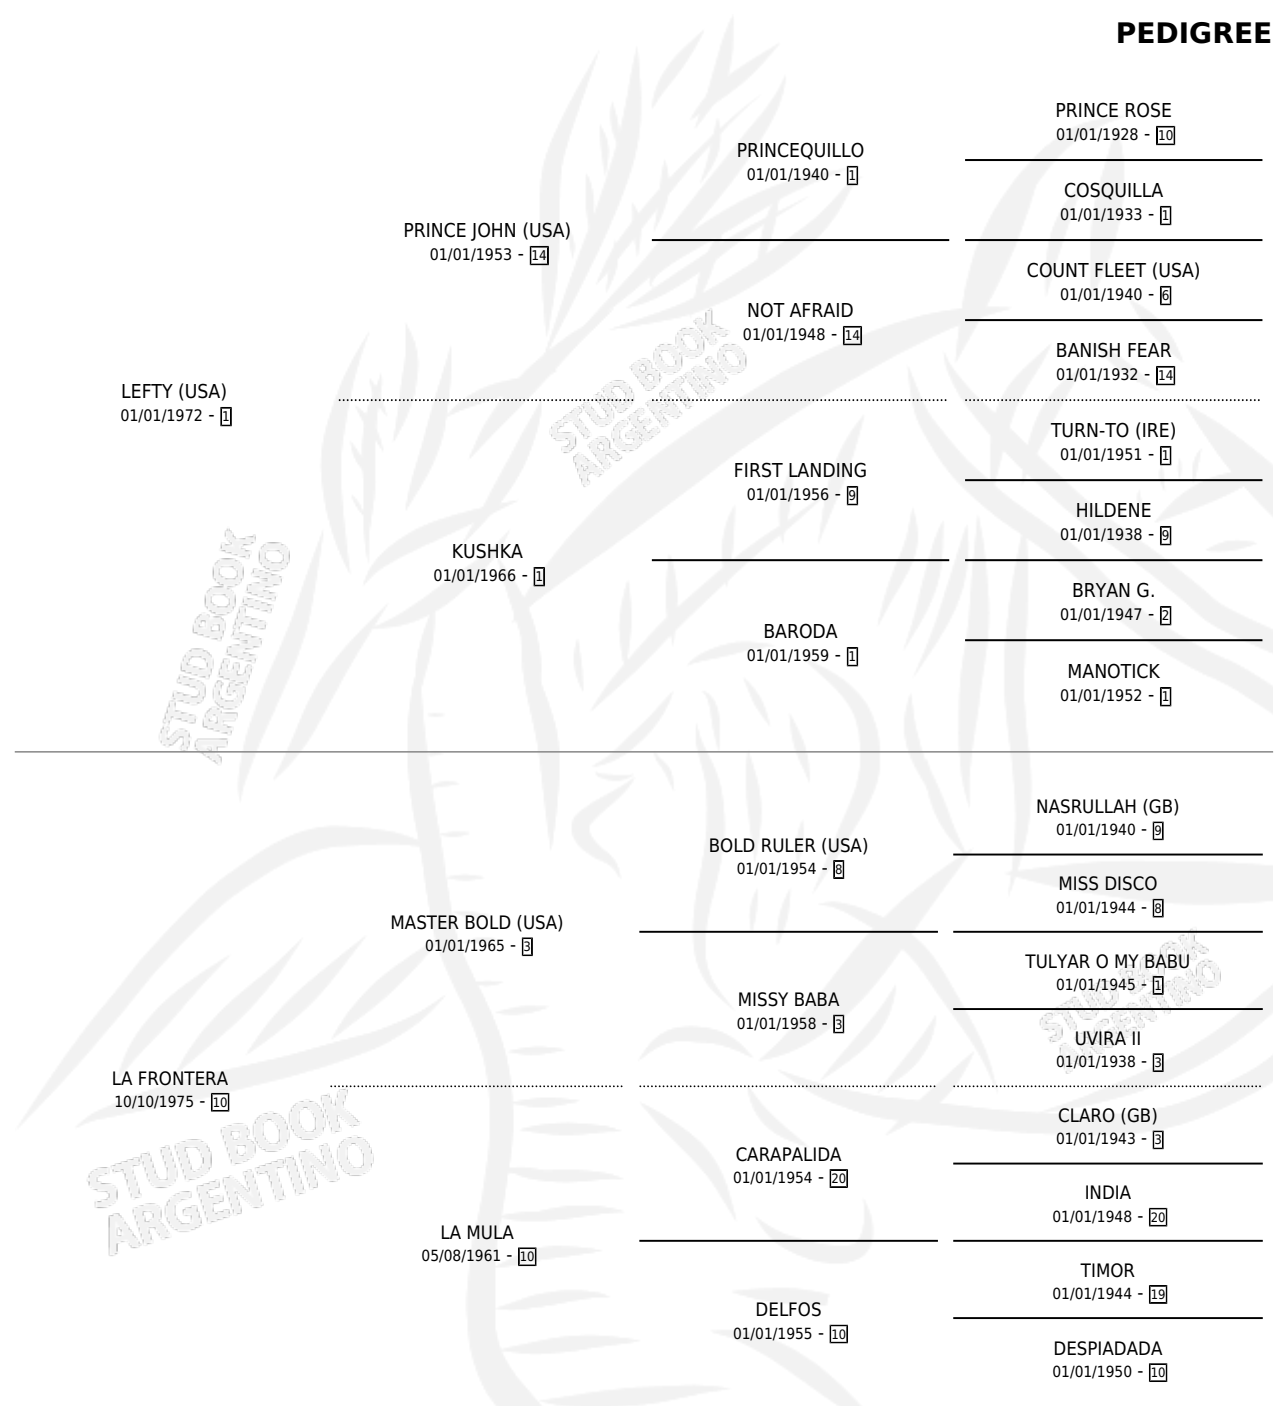 PEDIGREE
PRINCE ROSE
01/01/1928 - 10
PRINCEQUILLO
01/01/1940 - 1
COSQUILLA
01/01/1933 - 1
PRINCE JOHN (USA)
01/01/1953 - 14
COUNT FLEET (USA)
01/01/1940 - 6
NOT AFRAID
01/01/1948 - 14
BANISH FEAR
01/01/1932 - 14
LEFTY (USA)
01/01/1972 - 1
TURN-TO (IRE)
01/01/1951 - 1
FIRST LANDING
01/01/1956 - 9
HILDENE
01/01/1938 - 9
KUSHKA
01/01/1966 - 1
BRYAN G.
01/01/1947 - 2
BARODA
01/01/1959 - 1
MANOTICK
01/01/1952 - 1
STUD BOOK
ARGENTINO
STUD BOOK
ARGENTINO
NASRULLAH (GB)
01/01/1940 - 9
BOLD RULER (USA)
01/01/1954 - 8
MISS DISCO
01/01/1944 - 8
MASTER BOLD (USA)
01/01/1965 - 3
TULYAR O MY BABU
01/01/1945 - 1
MISSY BABA
01/01/1958 - 3
UVIRA II
01/01/1938 - 3
STUD BOOK
ARGENTINO
LA FRONTERA
10/10/1975 - 10
CLARO (GB)
01/01/1943 - 3
CARAPALIDA
01/01/1954 - 20
INDIA
01/01/1948 - 20
STUD BOOK
ARGENTINO
LA MULA
05/08/1961 - 10
TIMOR
01/01/1944 - 19
DELFOS
01/01/1955 - 10
DESPIADADA
01/01/1950 - 10